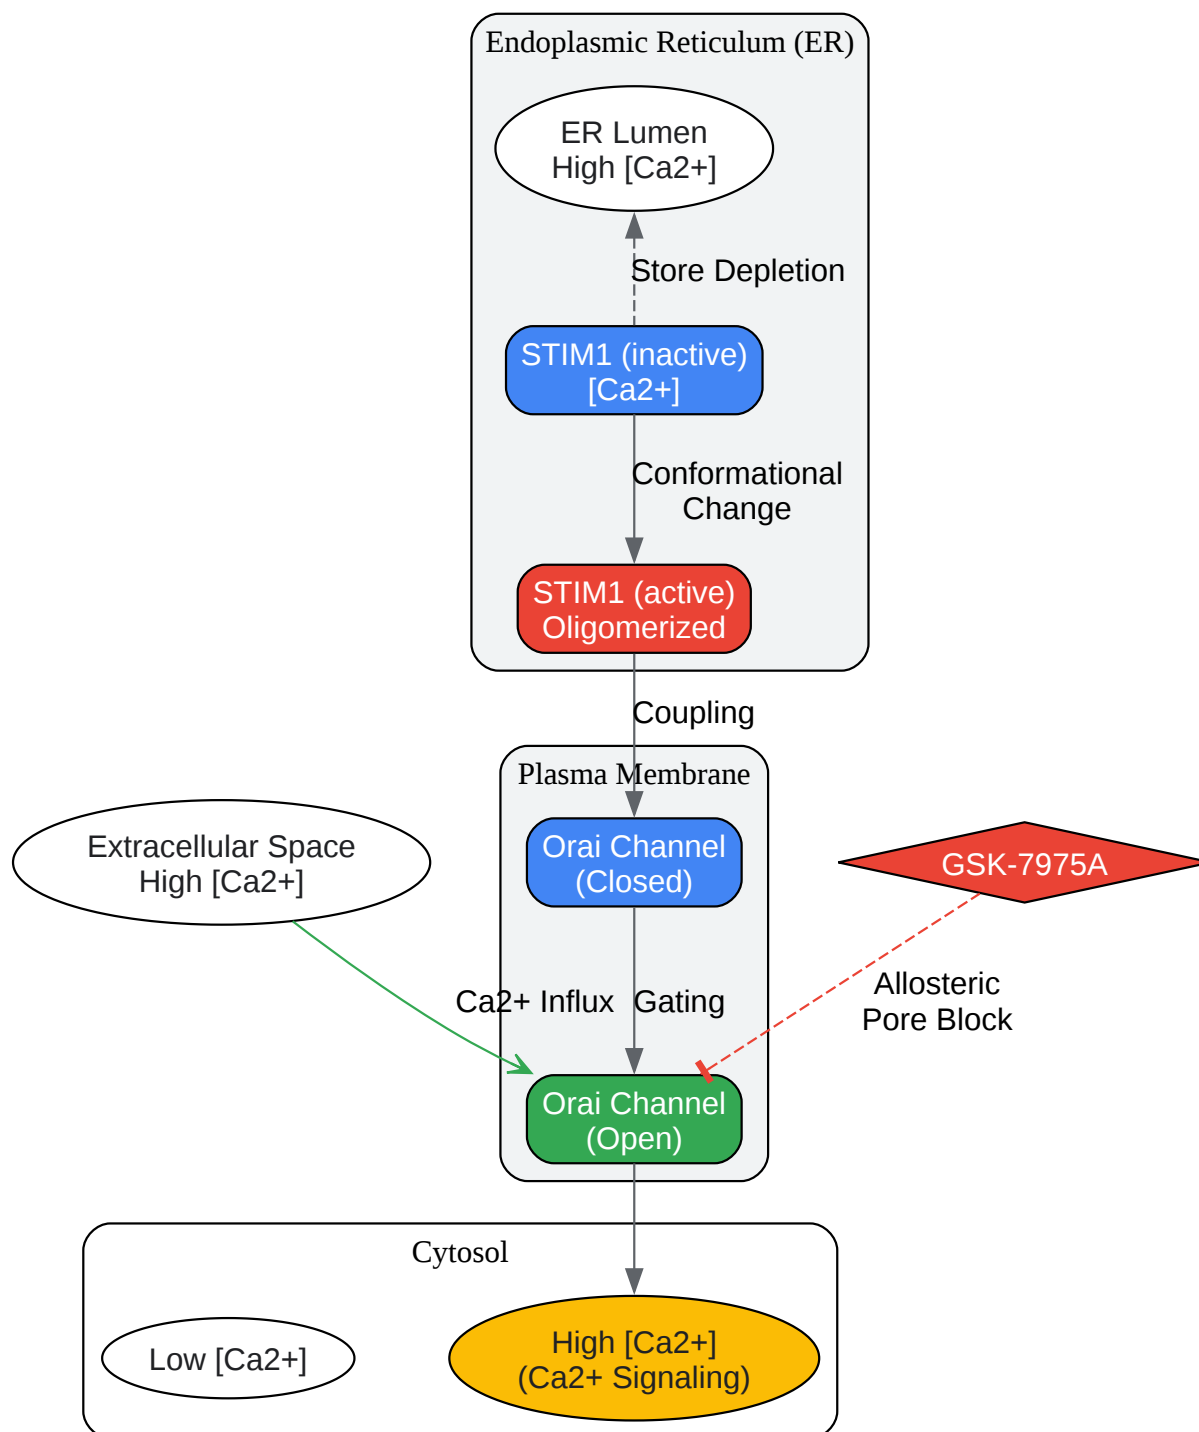 Endoplasmic Reticulum (ER)
ER Lumen
High [Ca2+]
Store Depletion
STIM1 (inactive)
[Ca2+]
Conformational
Change
STIM1 (active)
Oligomerized
Coupling
Plasma Membrane
Extracellular Space
High [Ca2+]
Orai Channel
(Closed)
GSK-7975A
Ca2+ Influx
Gating
Allosteric
Pore Block
Orai Channel
(Open)
Cytosol
Low [Ca2+]
High [Ca2+]
(Ca2+ Signaling)